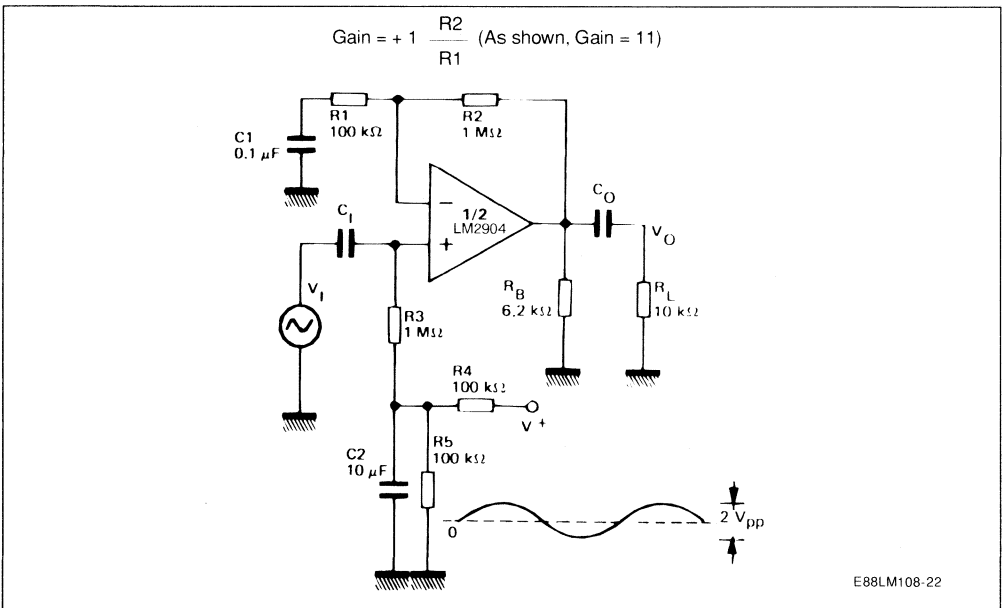 Gain = + 1 R2 (As shown, Gain = 11)
R1
R1
100 kΩ
R2
1 MΩ
C1
0.1 μF
C_I
−
1/2
LM2904
+
C_O
V_O
V_I
R_B
6.2 kΩ
R_L
10 kΩ
R3
1 MΩ
R4
100 kΩ
V+
C2
10 μF
R5
100 kΩ
0
2 V_pp
E88LM108-22